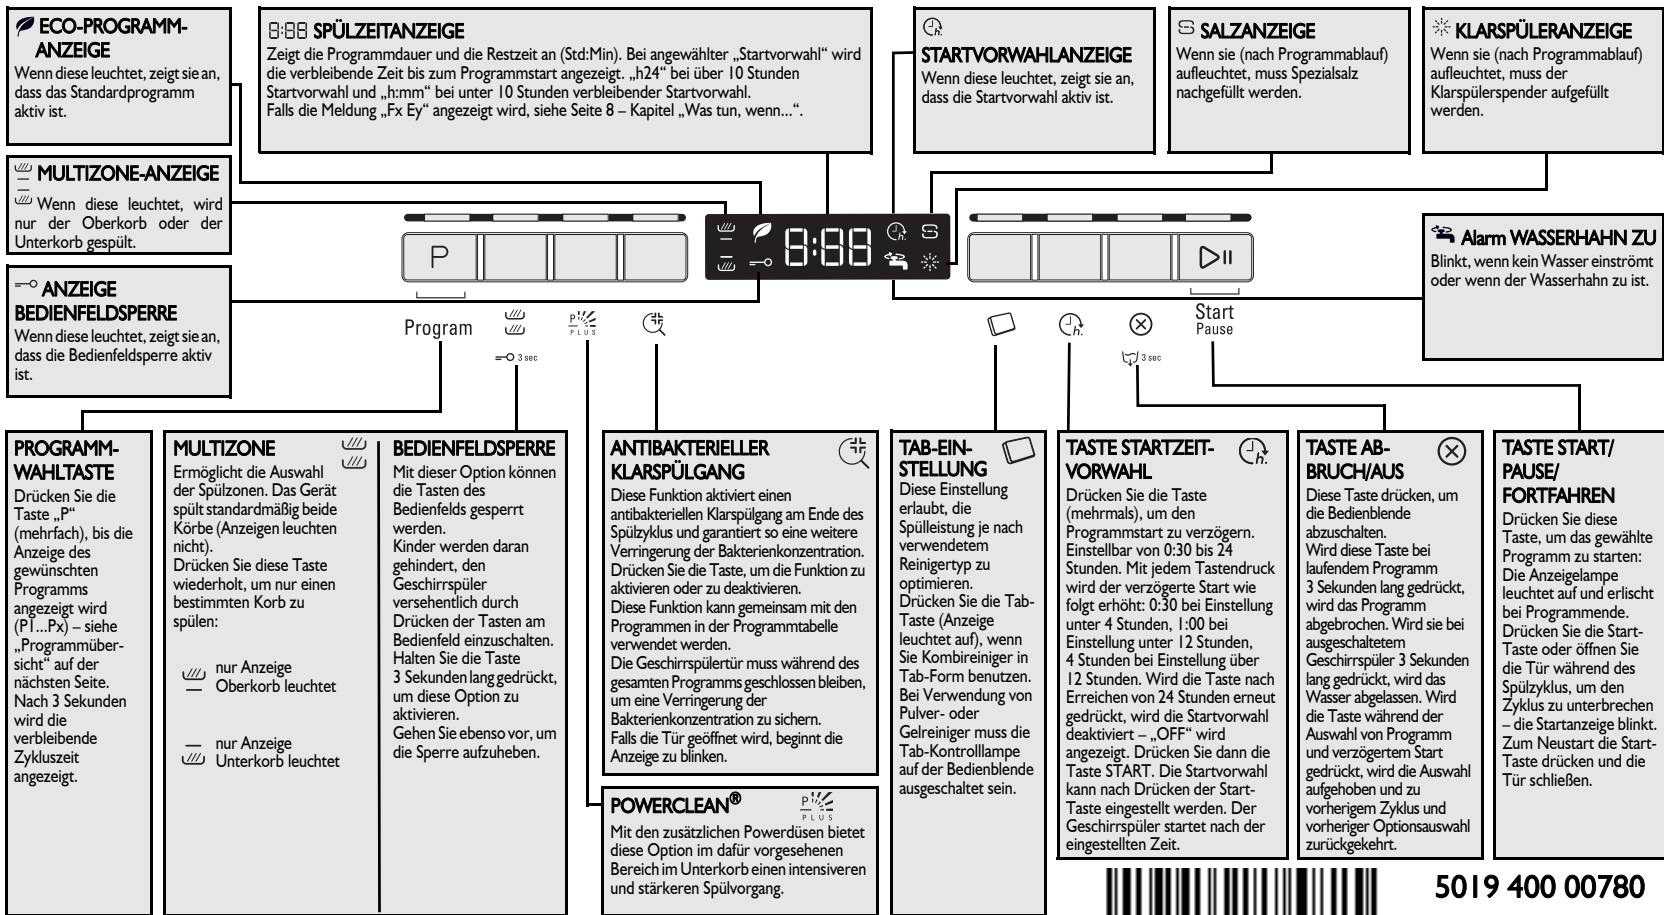 ECO-PROGRAMM-
ANZEIGE
Wenn diese leuchtet, zeigt sie an,
dass das Standardprogramm
aktiv ist.
8:88 SPÜLZEITANZEIGE
Zeigt die Programmdauer und die Restzeit an (Std:Min). Bei angewählter „Startvorwahl“ wird
die verbleibende Zeit bis zum Programmstart angezeigt. „h24“ bei über 10 Stunden
Startvorwahl und „h:mm“ bei unter 10 Stunden verbleibender Startvorwahl.
Falls die Meldung „Fx Ey“ angezeigt wird, siehe Seite 8 – Kapitel „Was tun, wenn...“.
h.
STARTVORWAHLANZEIGE
Wenn diese leuchtet, zeigt sie an,
dass die Startvorwahl aktiv ist.
SALZANZEIGE
Wenn sie (nach Programmablauf)
aufleuchtet, muss Spezialsalz
nachgefüllt werden.
KLARSPÜLERANZEIGE
Wenn sie (nach Programmablauf)
aufleuchtet, muss der
Klarspülerspender aufgefüllt
werden.
MULTIZONE-ANZEIGE
Wenn diese leuchtet, wird
nur der Oberkorb oder der
Unterkorb gespült.
ANZEIGE
BEDIENFELDSPERRE
Wenn diese leuchtet, zeigt sie an,
dass die Bedienfeldsperre aktiv
ist.
P
8:88
h.
Alarm WASSERHAHN ZU
Blinkt, wenn kein Wasser einströmt
oder wenn der Wasserhahn zu ist.
Program
3 sec
P
PLUS
h.
3 sec
Start
Pause
PROGRAMM-
WAHLTASTE
Drücken Sie die
Taste „P“
(mehrfach), bis die
Anzeige des
gewünschten
Programms
angezeigt wird
(P1...Px) – siehe
„Programmüber-
sicht“ auf der
nächsten Seite.
Nach 3 Sekunden
wird die
verbleibende
Zykluszeit
angezeigt.
MULTIZONE
Ermöglicht die Auswahl
der Spülzonen. Das Gerät
spült standardmäßig beide
Körbe (Anzeigen leuchten
nicht).
Drücken Sie diese Taste
wiederholt, um nur einen
bestimmten Korb zu
spülen:
nur Anzeige
Oberkorb leuchtet
nur Anzeige
Unterkorb leuchtet
BEDIENFELDSPERRE
Mit dieser Option können
die Tasten des
Bedienfelds gesperrt
werden.
Kinder werden daran
gehindert, den
Geschirrspüler
versehentlich durch
Drücken der Tasten am
Bedienfeld einzuschalten.
Halten Sie die Taste
3 Sekunden lang gedrückt,
um diese Option zu
aktivieren.
Gehen Sie ebenso vor, um
die Sperre aufzuheben.
ANTIBAKTERIELLER
KLARSPÜLGANG
Diese Funktion aktiviert einen
antibakteriellen Klarspülgang am Ende des
Spülzyklus und garantiert so eine weitere
Verringerung der Bakterienkonzentration.
Drücken Sie die Taste, um die Funktion zu
aktivieren oder zu deaktivieren.
Diese Funktion kann gemeinsam mit den
Programmen in der Programmtabelle
verwendet werden.
Die Geschirrspülertür muss während des
gesamten Programms geschlossen bleiben,
um eine Verringerung der
Bakterienkonzentration zu sichern.
Falls die Tür geöffnet wird, beginnt die
Anzeige zu blinken.
POWERCLEAN®
P
PLUS
Mit den zusätzlichen Powerdüsen bietet
diese Option im dafür vorgesehenen
Bereich im Unterkorb einen intensiveren
und stärkeren Spülvorgang.
TAB-EIN-
STELLUNG
Diese Einstellung
erlaubt, die
Spülleistung je nach
verwendetem
Reinigertyp zu
optimieren.
Drücken Sie die Tab-
Taste (Anzeige
leuchtet auf), wenn
Sie Kombireiniger in
Tab-Form benutzen.
Bei Verwendung von
Pulver- oder
Gelreiniger muss die
Tab-Kontrolllampe
auf der Bedienblende
ausgeschaltet sein.
TASTE STARTZEIT-
VORWAHL
h.
Drücken Sie die Taste
(mehrmals), um den
Programmstart zu verzögern.
Einstellbar von 0:30 bis 24
Stunden. Mit jedem Tastendruck
wird der verzögerte Start wie
folgt erhöht: 0:30 bei Einstellung
unter 4 Stunden, 1:00 bei
Einstellung unter 12 Stunden,
4 Stunden bei Einstellung über
12 Stunden. Wird die Taste nach
Erreichen von 24 Stunden erneut
gedrückt, wird die Startvorwahl
deaktiviert – „OFF“ wird
angezeigt. Drücken Sie dann die
Taste START. Die Startvorwahl
kann nach Drücken der Start-
Taste eingestellt werden. Der
Geschirrspüler startet nach der
eingestellten Zeit.
TASTE AB-
BRUCH/AUS
Diese Taste drücken, um
die Bedienblende
abzuschalten.
Wird diese Taste bei
laufendem Programm
3 Sekunden lang gedrückt,
wird das Programm
abgebrochen. Wird sie bei
ausgeschaltetem
Geschirrspüler 3 Sekunden
lang gedrückt, wird das
Wasser abgelassen. Wird
die Taste während der
Auswahl von Programm
und verzögertem Start
gedrückt, wird die Auswahl
aufgehoben und zu
vorherigem Zyklus und
vorheriger Optionsauswahl
zurückgekehrt.
TASTE START/
PAUSE/
FORTFAHREN
Drücken Sie diese
Taste, um das gewählte
Programm zu starten:
Die Anzeigelampe
leuchtet auf und erlischt
bei Programmende.
Drücken Sie die Start-
Taste oder öffnen Sie
die Tür während des
Spülzyklus, um den
Zyklus zu unterbrechen
– die Startanzeige blinkt.
Zum Neustart die Start-
Taste drücken und die
Tür schließen.
5019 400 00780